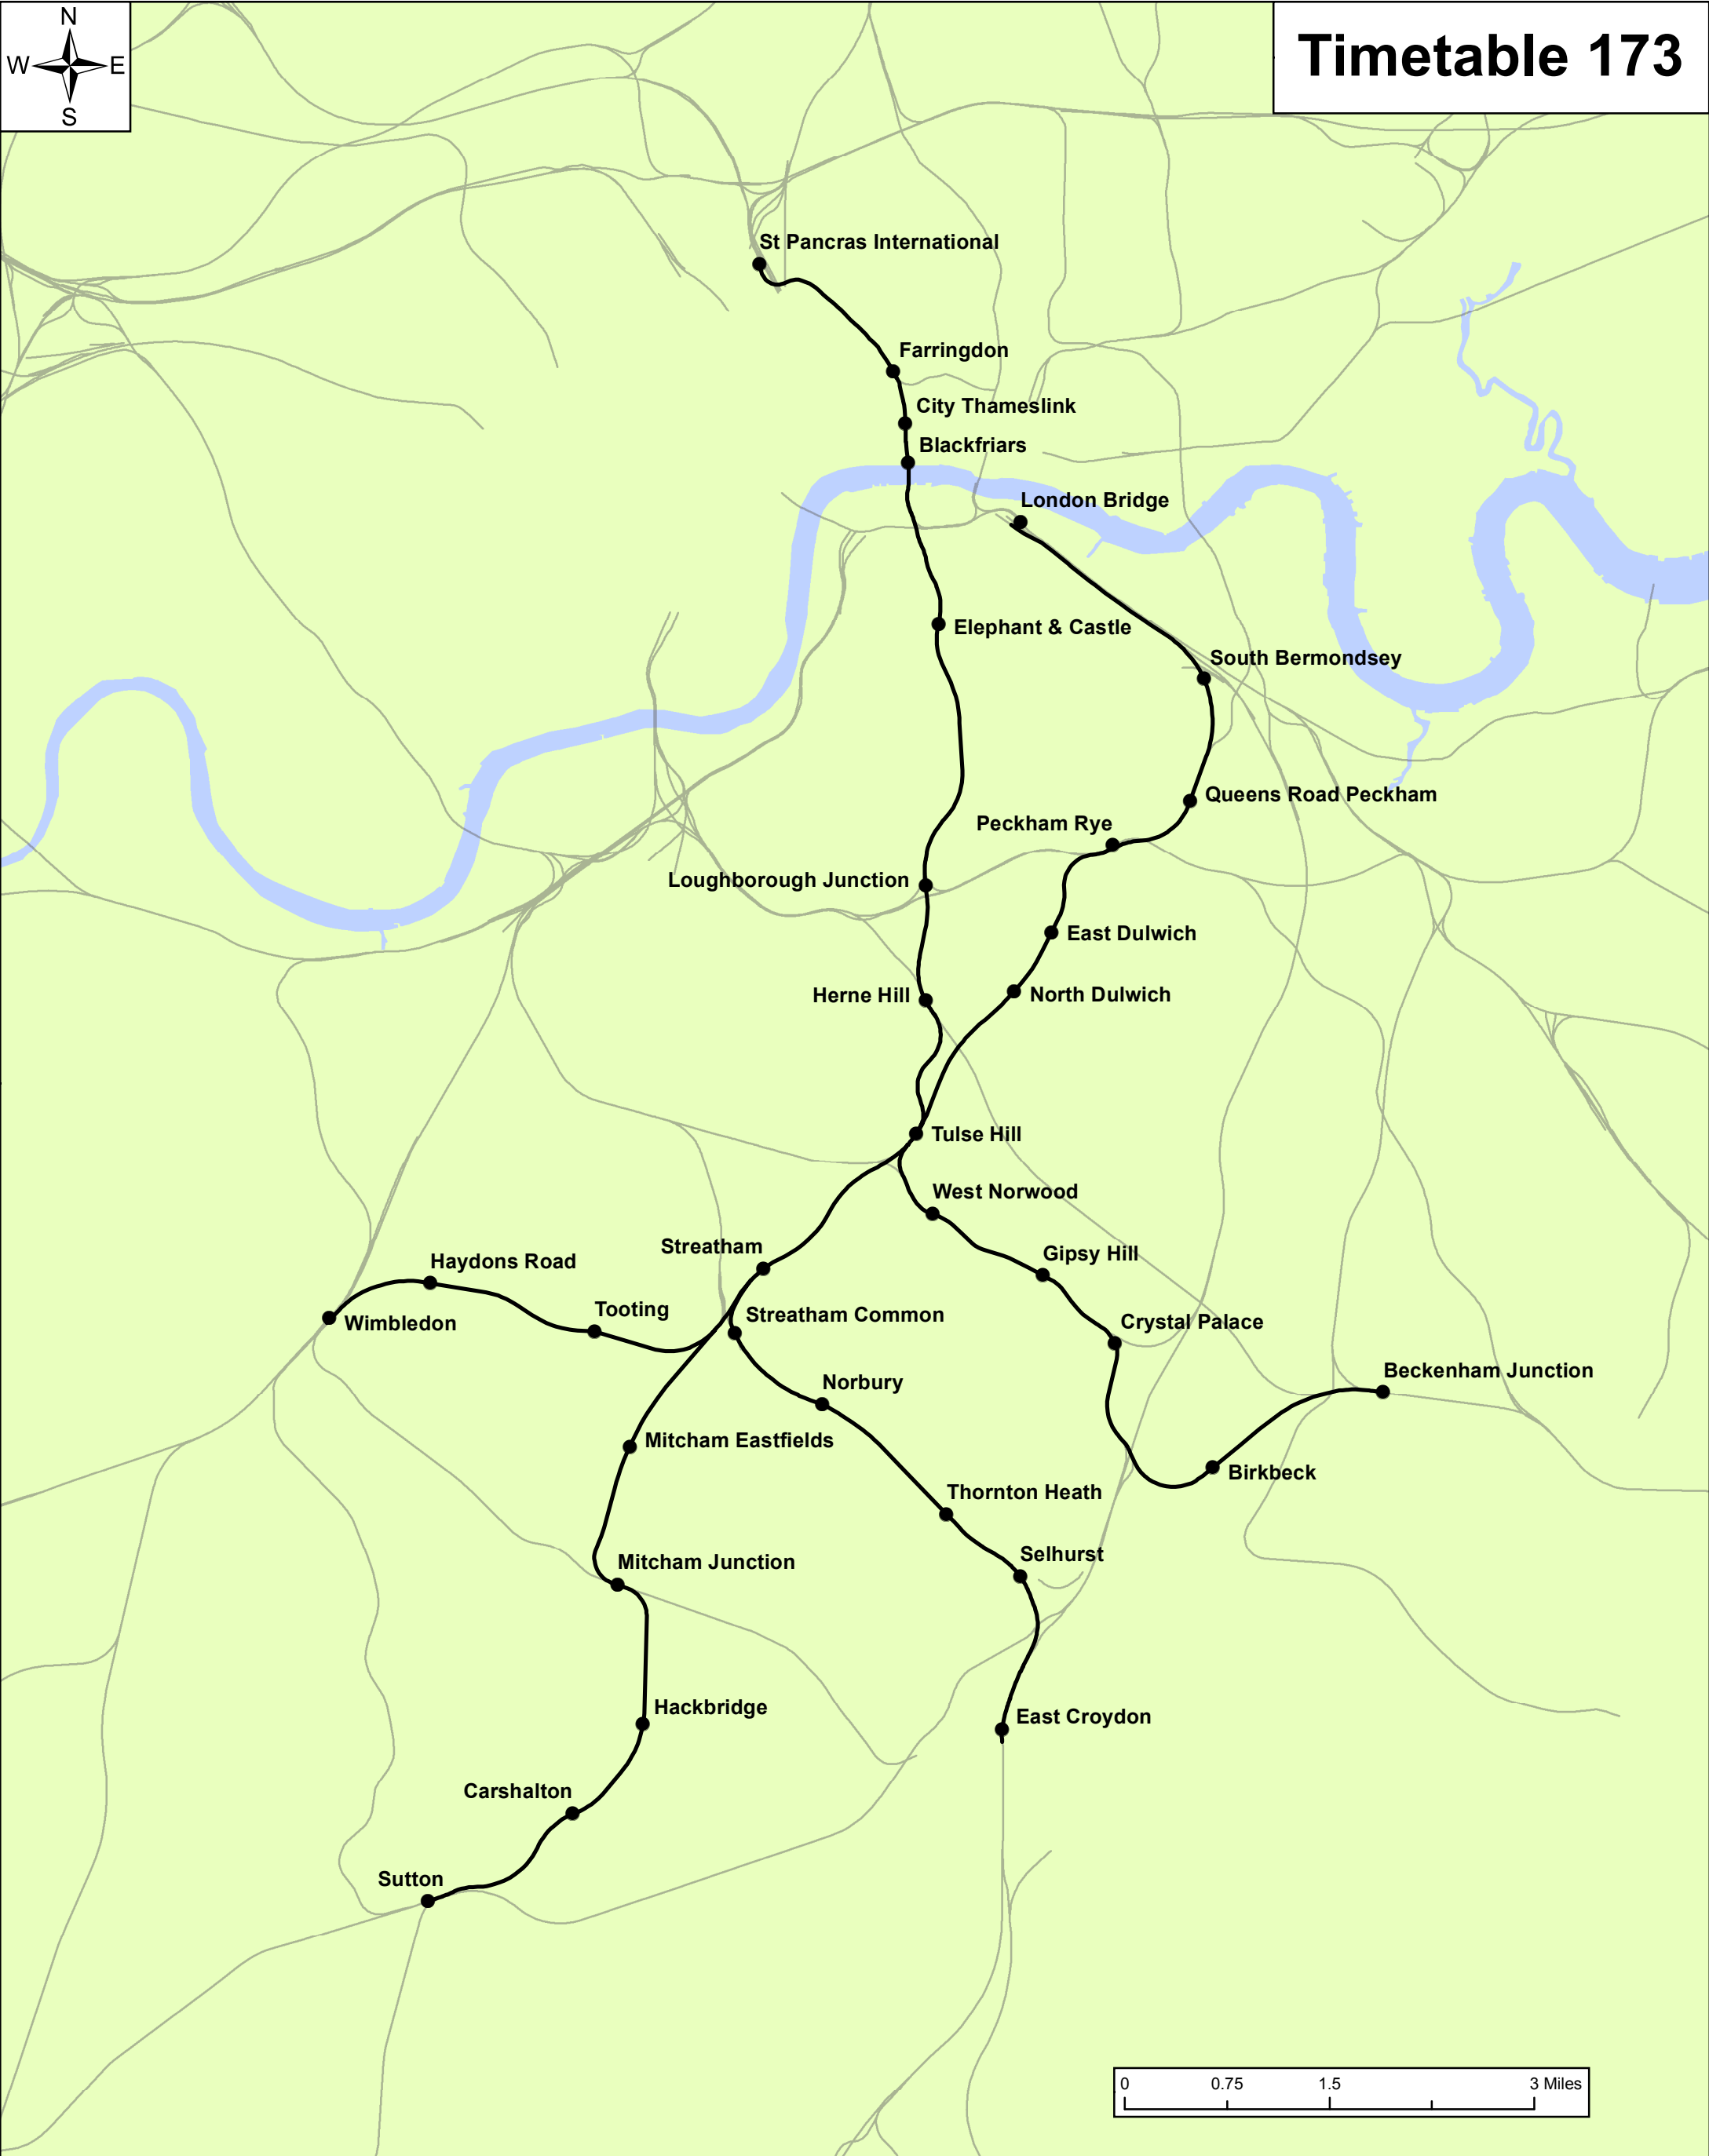 N
W E
S
Timetable 173
St Pancras International
Farringdon
City Thameslink
Blackfriars
London Bridge
Elephant & Castle
South Bermondsey
Queens Road Peckham
Peckham Rye
Loughborough Junction
East Dulwich
Herne Hill
North Dulwich
Tulse Hill
West Norwood
Streatham
Gipsy Hill
Haydons Road
Tooting
Streatham Common
Wimbledon
Crystal Palace
Beckenham Junction
Norbury
Mitcham Eastfields
Birkbeck
Thornton Heath
Selhurst
Mitcham Junction
Hackbridge
East Croydon
Carshalton
Sutton
0 0.75 1.5 3 Miles